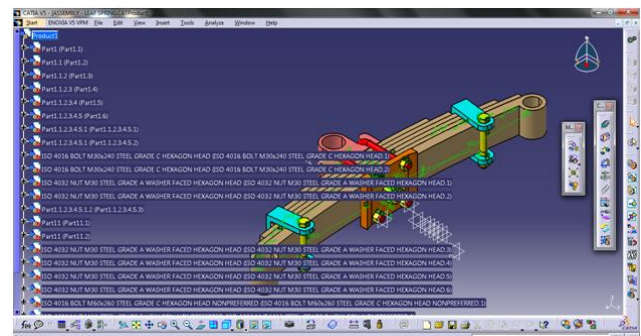 CATIA V5 - [ASSEMBLY - LEAF SPRING.CATProduct]
Start ENOVIA V5 VPM File Edit View Insert Tools Analyze Window Help
Product1
Part1 (Part1.1)
Part1.1 (Part1.2)
Part1.1.2 (Part1.3)
Part1.1.2.3 (Part1.4)
Part1.1.2.3.4 (Part1.5)
Part1.1.2.3.4.5 (Part1.6)
Part1.1.2.3.4.5.1 (Part1.1.2.3.4.5.1)
Part1.1.2.3.4.5.1 (Part1.1.2.3.4.5.2)
ISO 4016 BOLT M30x240 STEEL GRADE C HEXAGON HEAD (ISO 4016 BOLT M30x240 STEEL GRADE C HEXAGON HEAD.1)
ISO 4016 BOLT M30x240 STEEL GRADE C HEXAGON HEAD (ISO 4016 BOLT M30x240 STEEL GRADE C HEXAGON HEAD.2)
ISO 4032 NUT M30 STEEL GRADE A WASHER FACED HEXAGON HEAD (ISO 4032 NUT M30 STEEL GRADE A WASHER FACED HEXAGON HEAD.1)
ISO 4032 NUT M30 STEEL GRADE A WASHER FACED HEXAGON HEAD (ISO 4032 NUT M30 STEEL GRADE A WASHER FACED HEXAGON HEAD.2)
Part1.1.2.3.4.5.1.2 (Part1.1.2.3.4.5.3)
Part11 (Part11.1)
Part11 (Part11.2)
ISO 4032 NUT M30 STEEL GRADE A WASHER FACED HEXAGON HEAD (ISO 4032 NUT M30 STEEL GRADE A WASHER FACED HEXAGON HEAD.3)
ISO 4032 NUT M30 STEEL GRADE A WASHER FACED HEXAGON HEAD (ISO 4032 NUT M30 STEEL GRADE A WASHER FACED HEXAGON HEAD.4)
ISO 4032 NUT M30 STEEL GRADE A WASHER FACED HEXAGON HEAD (ISO 4032 NUT M30 STEEL GRADE A WASHER FACED HEXAGON HEAD.5)
ISO 4032 NUT M30 STEEL GRADE A WASHER FACED HEXAGON HEAD (ISO 4032 NUT M30 STEEL GRADE A WASHER FACED HEXAGON HEAD.6)
ISO 4016 BOLT M60x260 STEEL GRADE C HEXAGON HEAD NONPREFERRED (ISO 4016 BOLT M60x260 STEEL GRADE C HEXAGON HEAD NONPREFERRED.1)
M...
C...